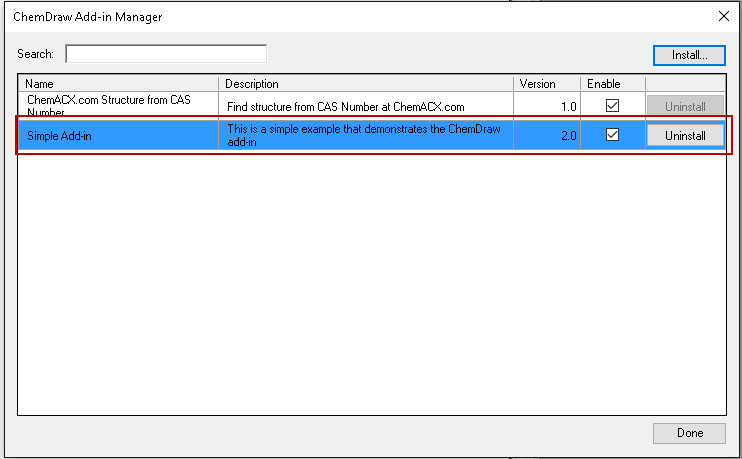 ChemDraw Add-in Manager
Search:
Install...
Name Description Version Enable
ChemACX.com Structure from CAS
Number
Find structure from CAS Number at ChemACX.com 1.0 Uninstall
Simple Add-in
This is a simple example that demonstrates the ChemDraw
add-in
2.0 Uninstall
Done